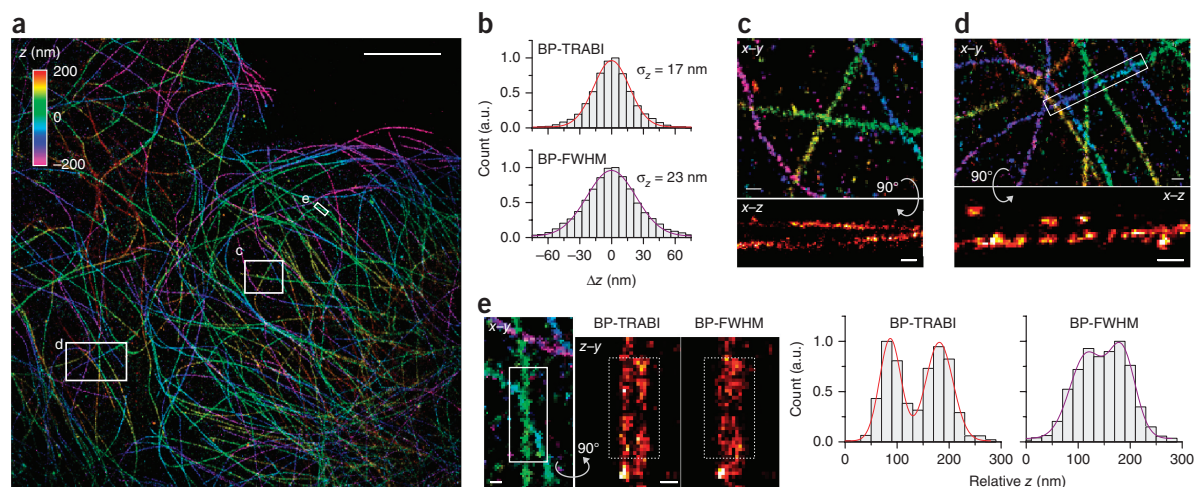 a
z (nm)
200
0
–200
e
c
d
b
BP-TRABI
σz = 17 nm
1.0
0.5
0.0
BP-FWHM
σz = 23 nm
1.0
0.5
0.0
Count (a.u.)
–60 –30 0 30 60
Δz (nm)
c
x–y
90°
x–z
d
x–y
90°
x–z
e
x–y
90°
BP-TRABI
BP-FWHM
z–y
BP-TRABI
BP-FWHM
Count (a.u.)
1.0
0.5
0.0
0 100 200 300
0 100 200 300
Relative z (nm)